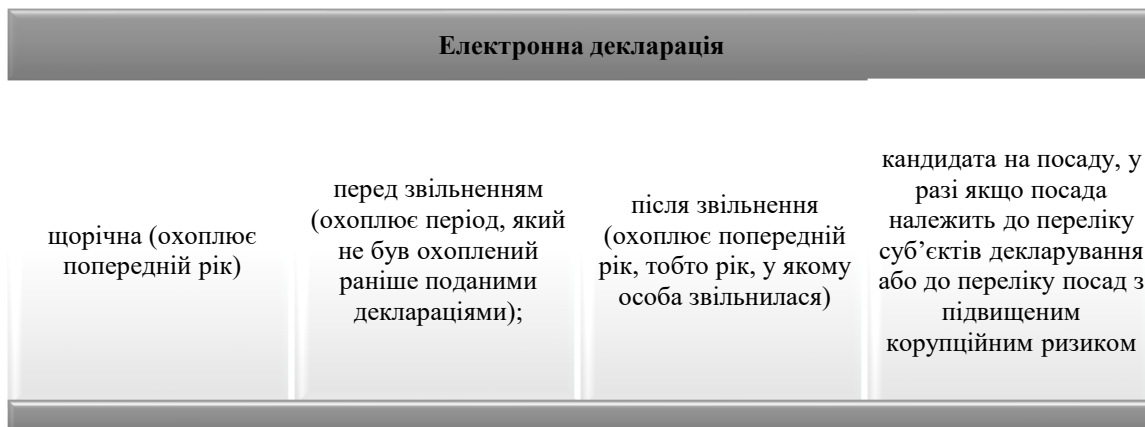 Електронна декларація
щорічна (охоплює
попередній рік)
перед звільненням
(охоплює період, який
не був охоплений
раніше поданими
деклараціями);
після звільнення
(охоплює попередній
рік, тобто рік, у якому
особа звільнилася)
кандидата на посаду, у
разі якщо посада
належить до переліку
суб’єктів декларування
або до переліку посад з
підвищеним
корупційним ризиком